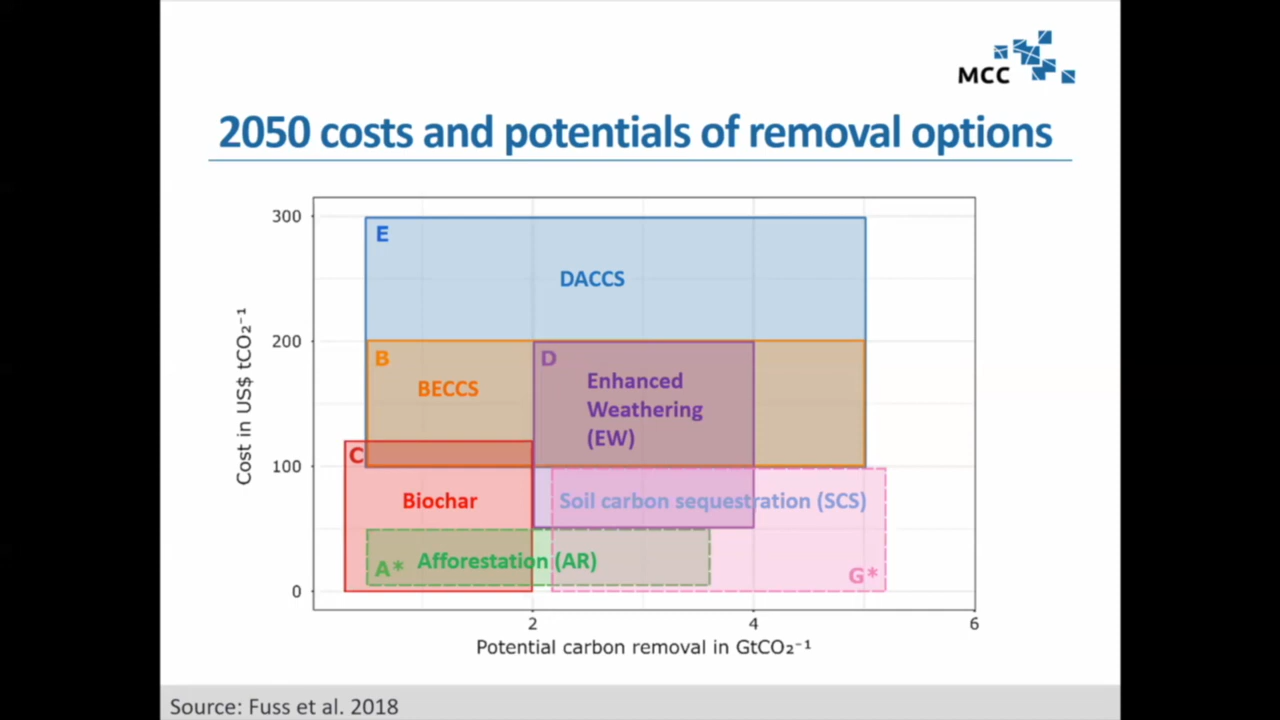 MCC
2050 costs and potentials of removal options
300
200
100
0
Cost in US$ tCO₂⁻¹
E
DACCS
B
BECCS
D
Enhanced
Weathering
(EW)
C
Biochar
Soil carbon sequestration (SCS)
A*
Afforestation (AR)
G*
2
4
6
Potential carbon removal in GtCO₂⁻¹
Source: Fuss et al. 2018